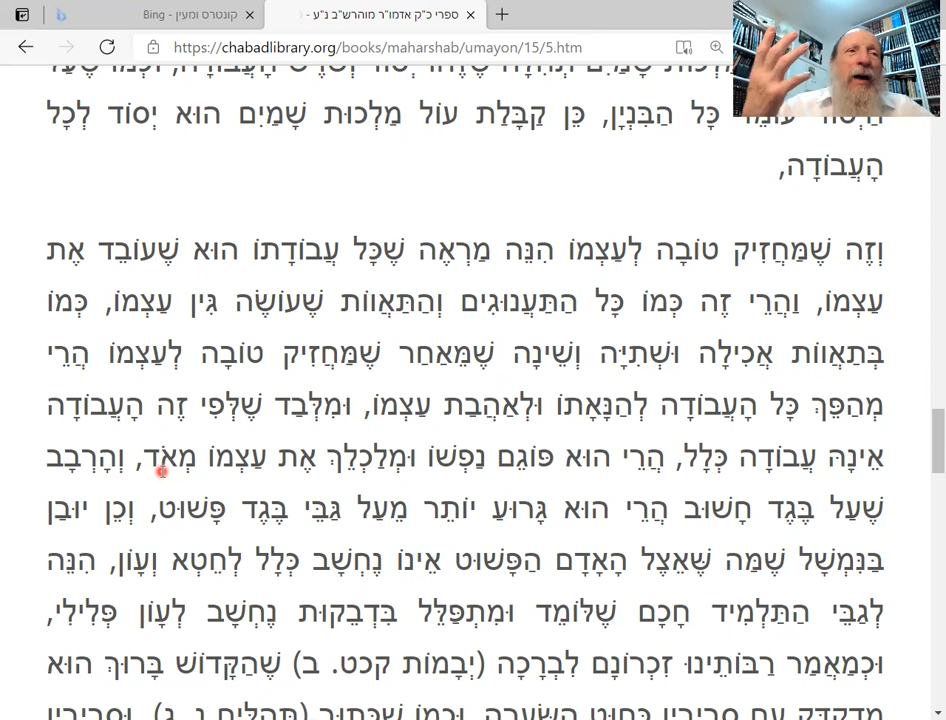 קונטרס ומעין - Bing
ספרי כ"ק אדמו"ר מוהרש"ב נ"ע -
https://chabadlibrary.org/books/maharshab/umayon/15/5.htm
כָּל הַבִּנְיָן, כֵּן קַבָּלַת עוֹל מַלְכוּת שָׁמַיִם הוּא יְסוֹד לְכָל
הָעֲבוֹדָה,
וְזֶה שֶׁמַּחֲזִיק טוֹבָה לְעַצְמוֹ הִנֵּה מַרְאֶה שֶׁכָּל עֲבוֹדָתוֹ הוּא שֶׁעוֹבֵד אֶת
עַצְמוֹ, וַהֲרֵי זֶה כְּמוֹ כָּל הַתַּעֲנוּגִים וְהַתַּאֲווֹת שֶׁעוֹשֶׂה גִּין עַצְמוֹ, כְּמוֹ
בְּתַאֲווֹת אֲכִילָה וּשְׁתִיָּה וְשֵׁינָה שֶׁמֵּאַחַר שֶׁמַּחֲזִיק טוֹבָה לְעַצְמוֹ הֲרֵי
מְהַפֵּךְ כָּל הָעֲבוֹדָה לְהַנָּאָתוֹ וּלְאַהֲבַת עַצְמוֹ, וּמִלְּבַד שֶׁלְּפִי זֶה הָעֲבוֹדָה
אֵינָהּ עֲבוֹדָה כְּלָל, הֲרֵי הוּא פּוֹגֵם נַפְשׁוֹ וּמְלַכְלֵךְ אֶת עַצְמוֹ מְאֹד, וְהָרְבָב
שֶׁעַל בֶּגֶד חָשׁוּב הֲרֵי הוּא גָּרוּעַ יוֹתֵר מֵעַל גַּבֵּי בֶּגֶד פָּשׁוּט, וְכֵן יוּבַן
בַּנִּמְשָׁל שֶׁמַּה שֶּׁאֵצֶל הָאָדָם הַפָּשׁוּט אֵינוֹ נֶחְשָׁב כְּלָל לְחֵטְא וְעָוֹן, הִנֵּה
לְגַבֵּי הַתַּלְמִיד חָכָם שֶׁלּוֹמֵד וּמִתְפַּלֵּל בִּדְבֵקוּת נֶחְשָׁב לְעָוֹן פְּלִילִי,
וּכְמַאֲמַר רַבּוֹתֵינוּ זִכְרוֹנָם לִבְרָכָה (יְבָמוֹת קכט. ב) שֶׁהַקָּדוֹשׁ בָּרוּךְ הוּא